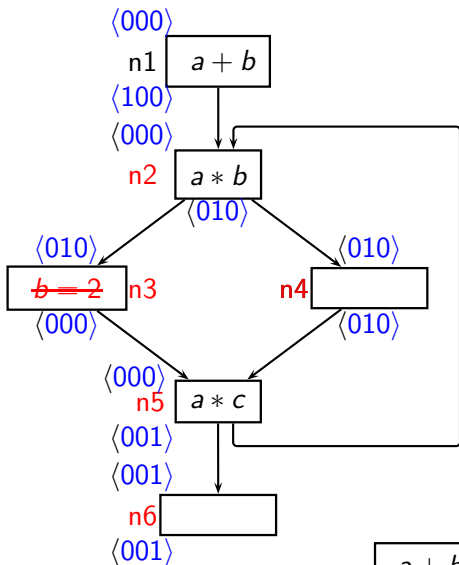 ⟨000⟩
n1 a + b
⟨100⟩
⟨000⟩
n2 a ∗ b
⟨010⟩
⟨010⟩ ⟨010⟩
b = 2 n3 n4
⟨000⟩ ⟨010⟩
⟨000⟩
n5 a ∗ c
⟨001⟩
⟨001⟩
n6
⟨001⟩
a + b